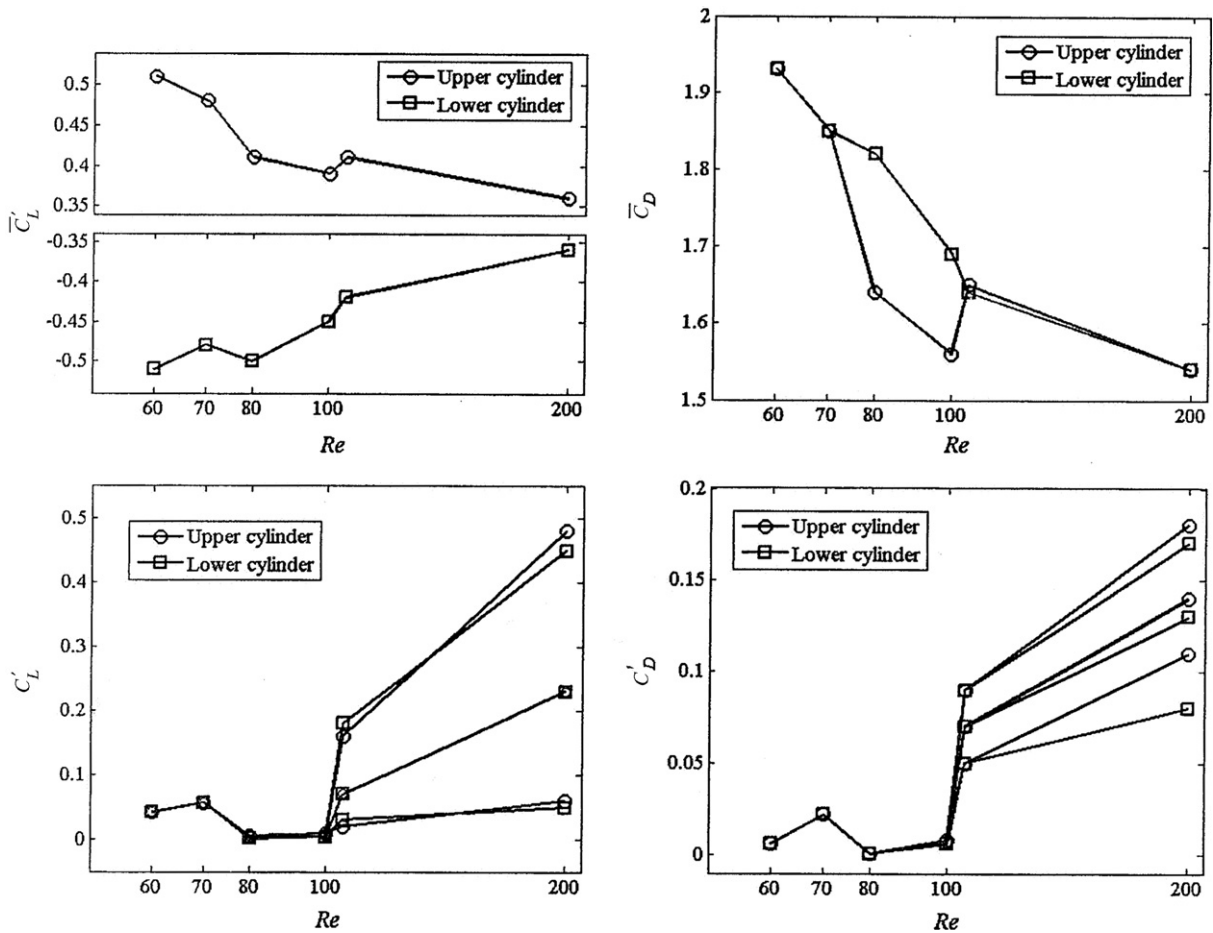 0.5
0.45
0.4
0.35
-0.35
-0.4
-0.45
-0.5
C̅'_L
Upper cylinder
Lower cylinder
60 70 80 100 200
Re
2
1.9
1.8
1.7
1.6
1.5
C̅_D
Upper cylinder
Lower cylinder
60 70 80 100 200
Re
0.5
0.4
0.3
0.2
0.1
0
C'_L
Upper cylinder
Lower cylinder
60 70 80 100 200
Re
0.2
0.15
0.1
0.05
0
C'_D
Upper cylinder
Lower cylinder
60 70 80 100 200
Re